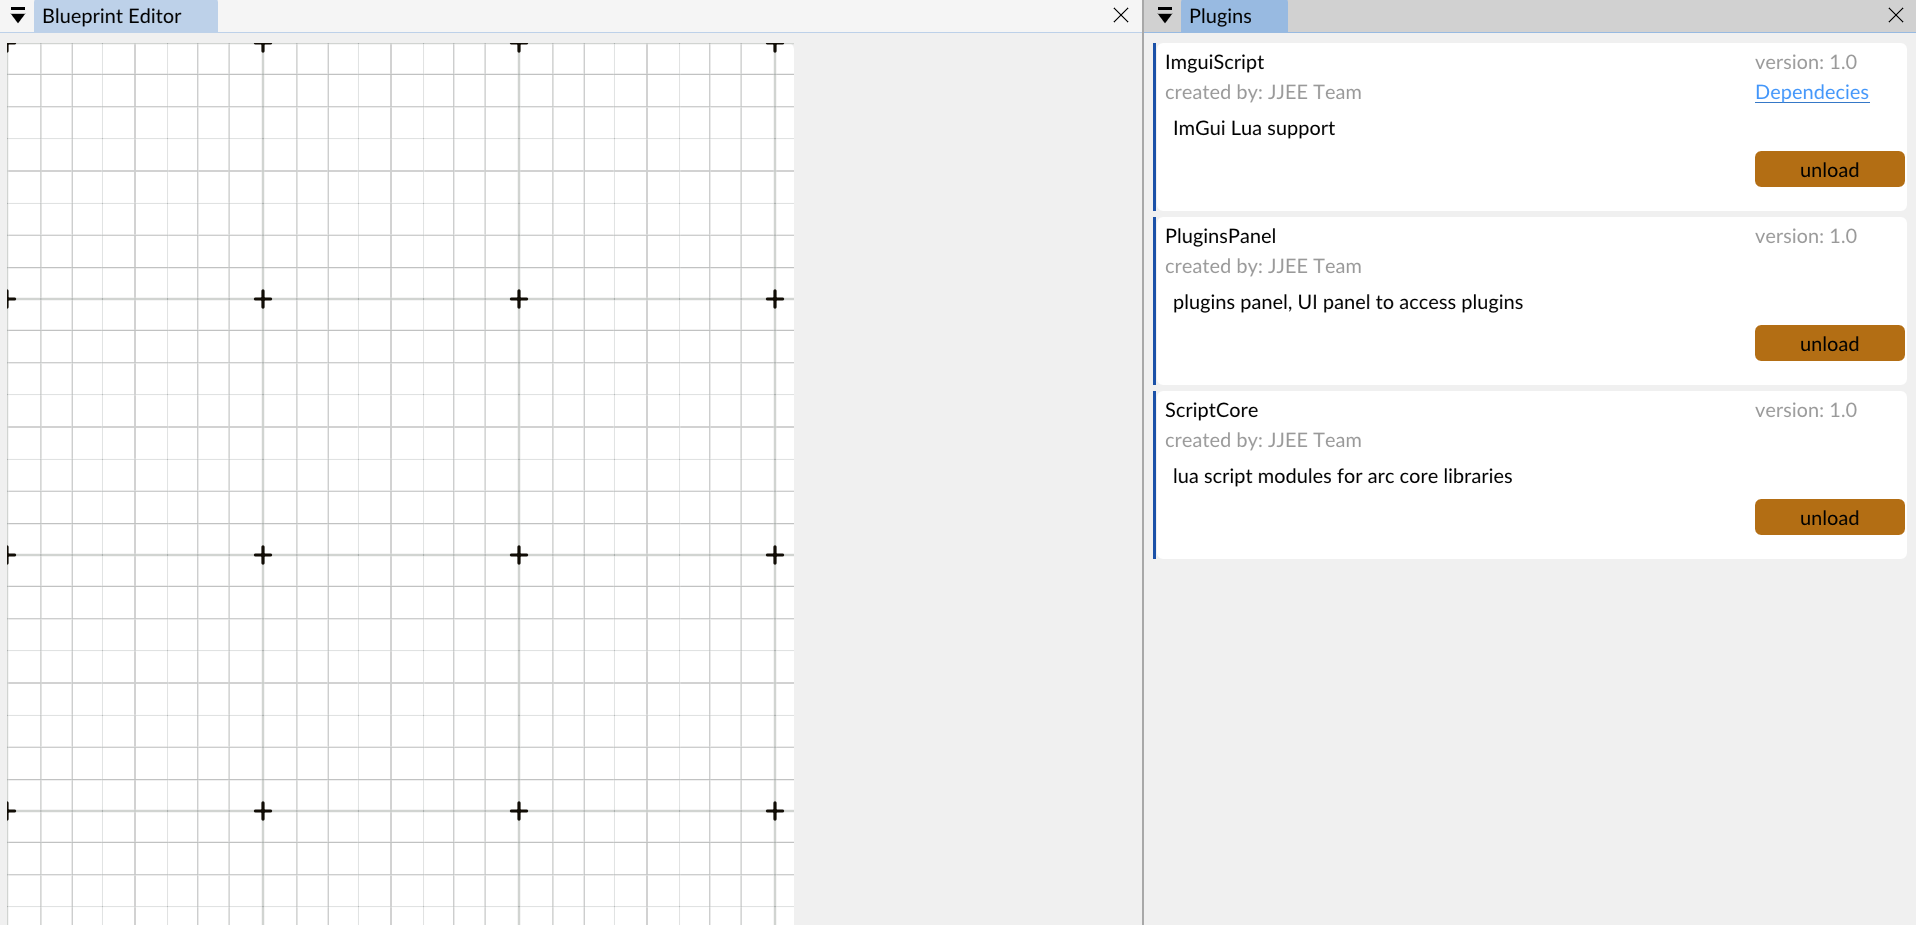 Blueprint Editor
Plugins
ImguiScript
version: 1.0
created by: JJEE Team
Dependecies
ImGui Lua support
unload
PluginsPanel
version: 1.0
created by: JJEE Team
plugins panel, UI panel to access plugins
unload
ScriptCore
version: 1.0
created by: JJEE Team
lua script modules for arc core libraries
unload